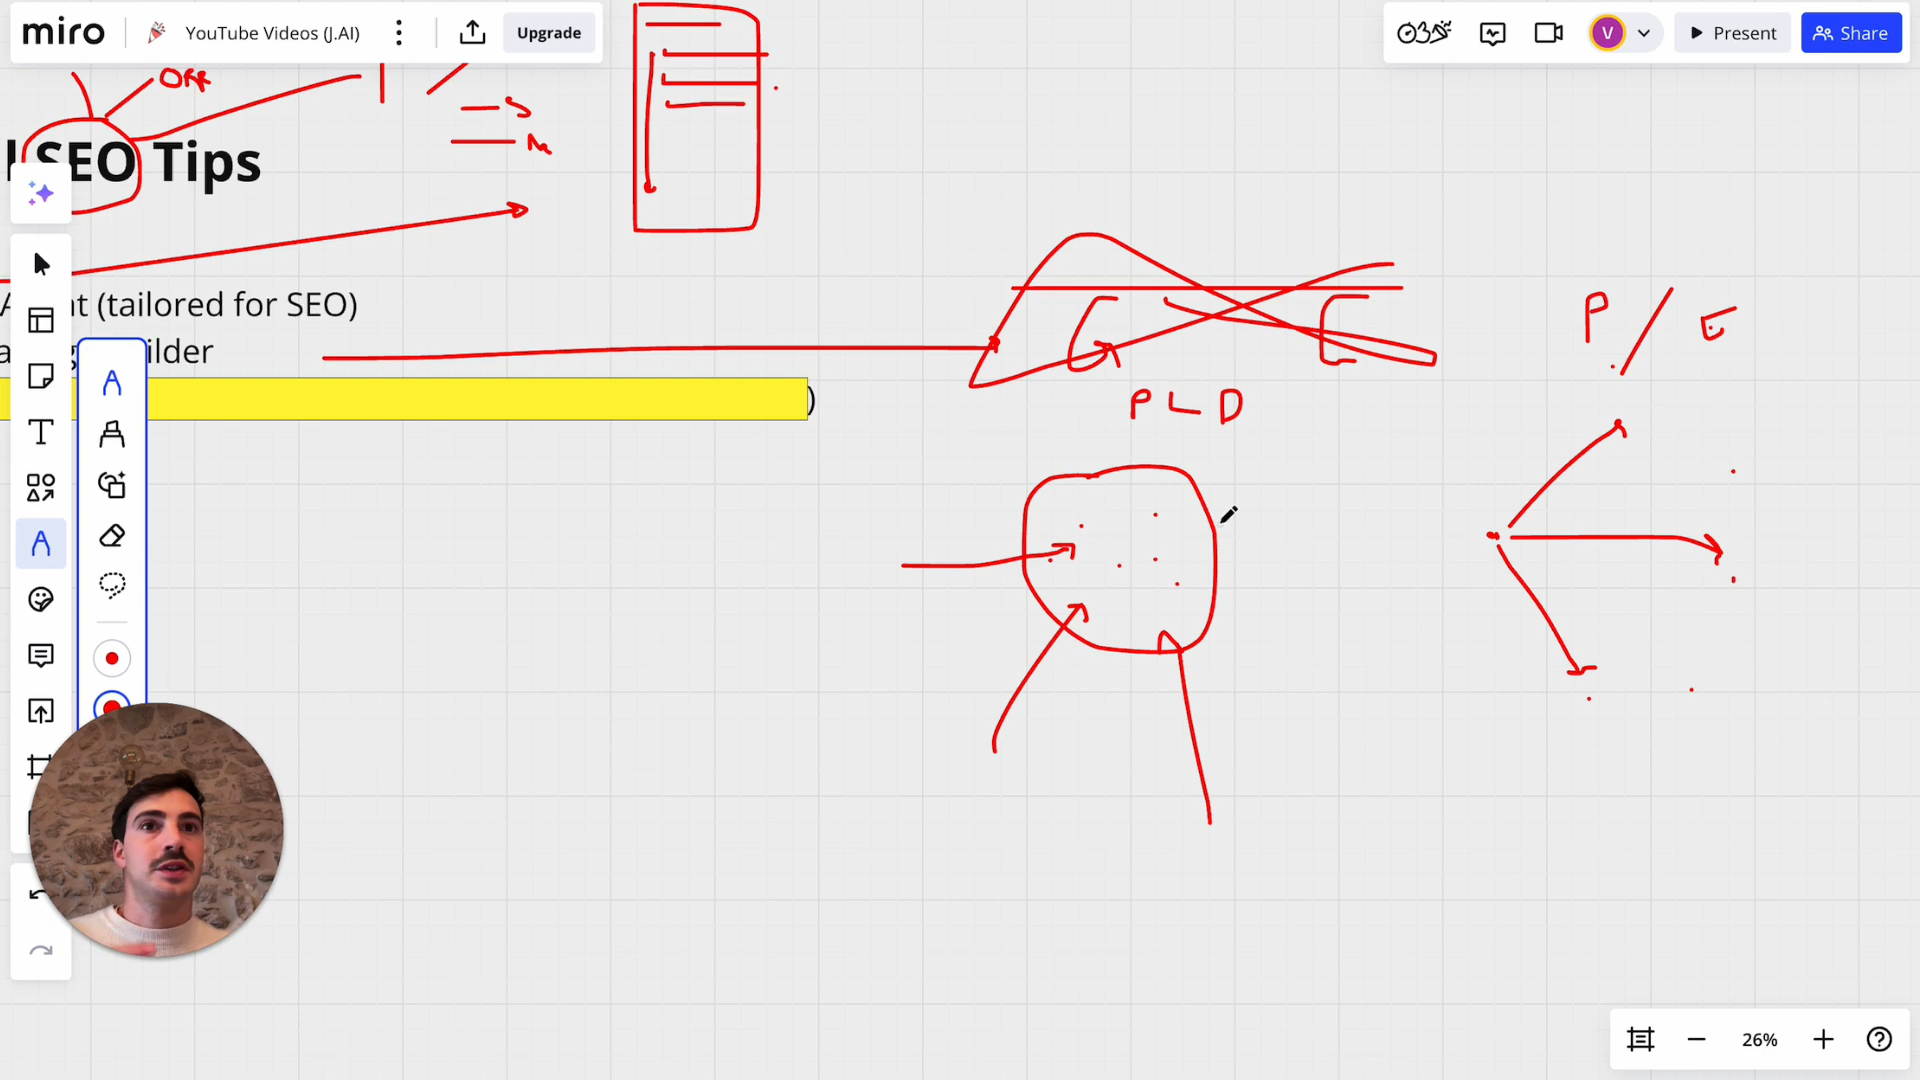 miro
YouTube Videos (J.AI)
Upgrade
V
Present
Share
OFF
SEO Tips
S
M
t (tailored for SEO)
ilder
)
P / E
P L D
26%